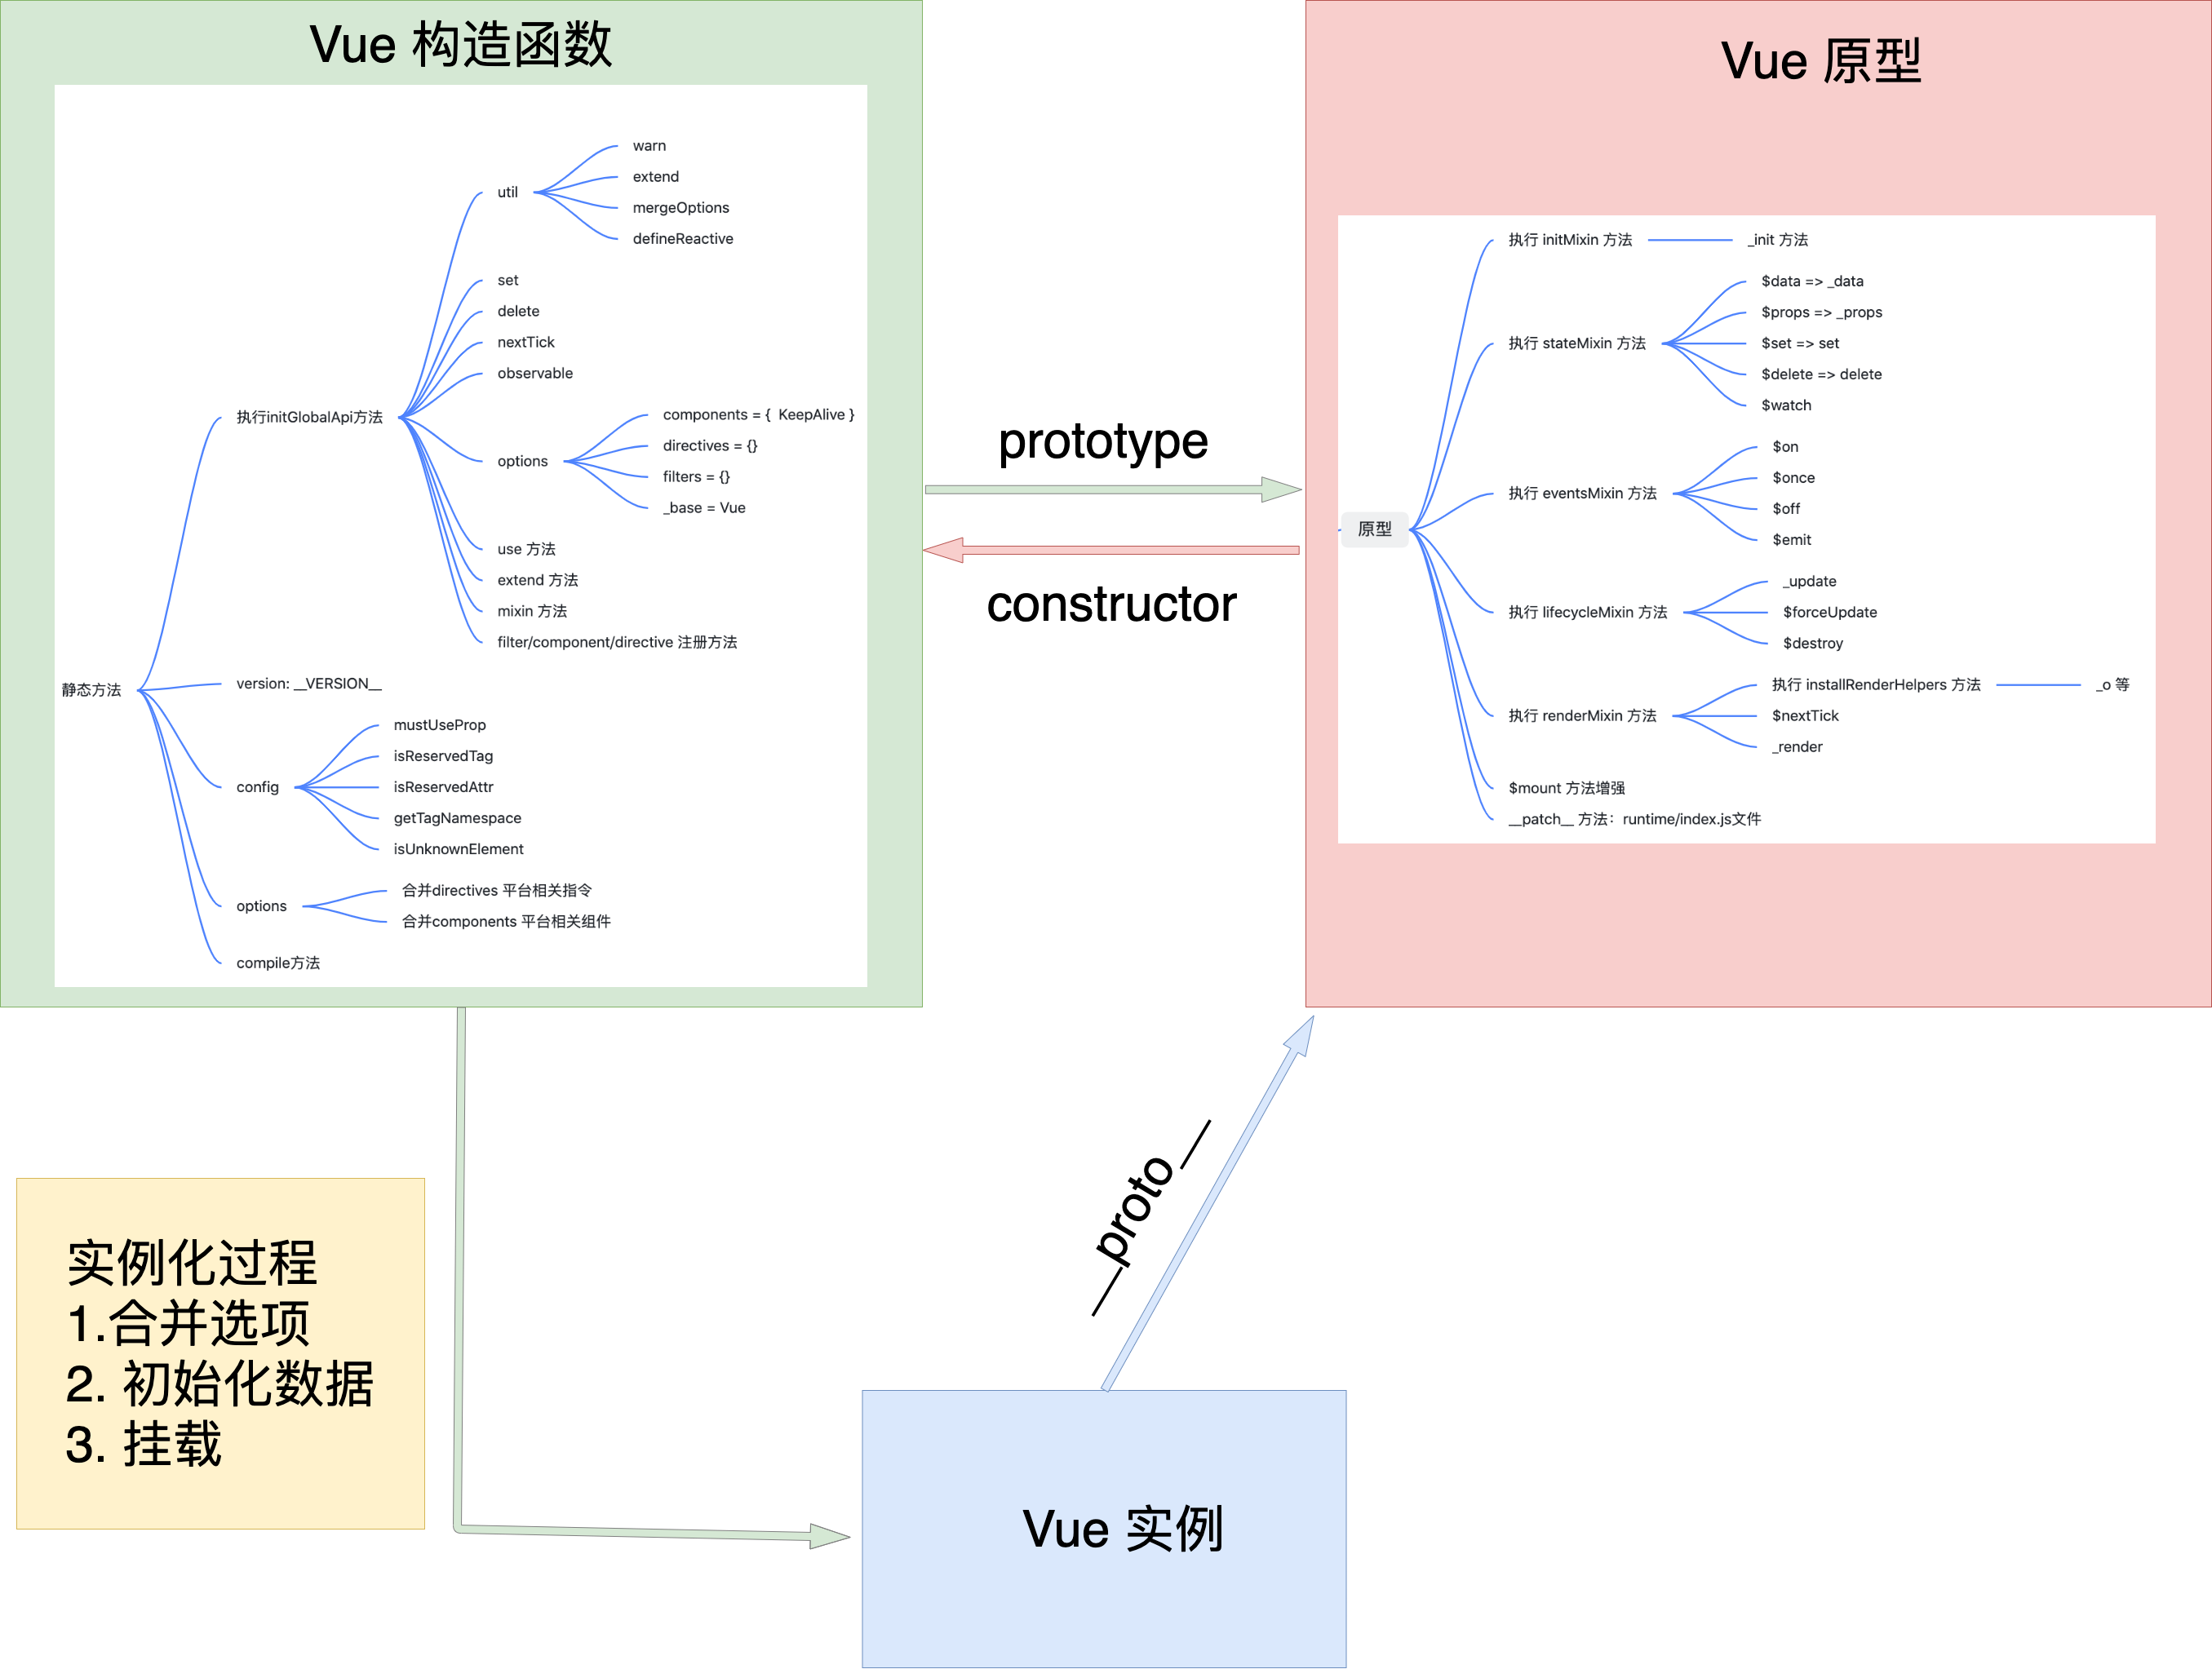 Vue 构造函数
静态方法
执行initGlobalApi方法
util
warn
extend
mergeOptions
defineReactive
set
delete
nextTick
observable
options
components = {  KeepAlive }
directives = {}
filters = {}
_base = Vue
use 方法
extend 方法
mixin 方法
filter/component/directive 注册方法
version: __VERSION__
config
mustUseProp
isReservedTag
isReservedAttr
getTagNamespace
isUnknownElement
options
合并directives 平台相关指令
合并components 平台相关组件
compile方法
prototype
constructor
Vue 原型
原型
执行 initMixin 方法
_init 方法
执行 stateMixin 方法
$data => _data
$props => _props
$set => set
$delete => delete
$watch
执行 eventsMixin 方法
$on
$once
$off
$emit
执行 lifecycleMixin 方法
_update
$forceUpdate
$destroy
执行 renderMixin 方法
执行 installRenderHelpers 方法
_o 等
$nextTick
_render
$mount 方法增强
__patch__ 方法：runtime/index.js文件
__proto__
实例化过程
1.合并选项
2. 初始化数据
3. 挂载
Vue 实例